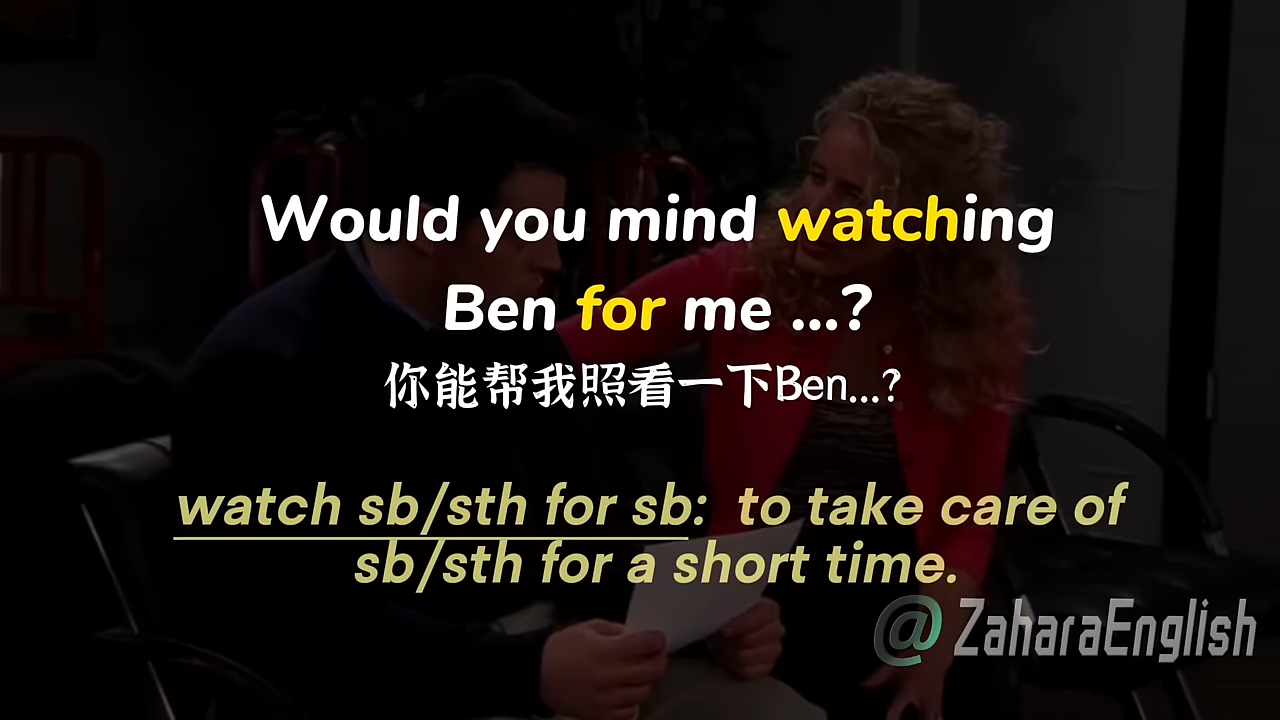 Would you mind watching
Ben for me ...?
你能帮我照看一下Ben...?
watch sb/sth for sb: to take care of
sb/sth for a short time.
@ZaharaEnglish